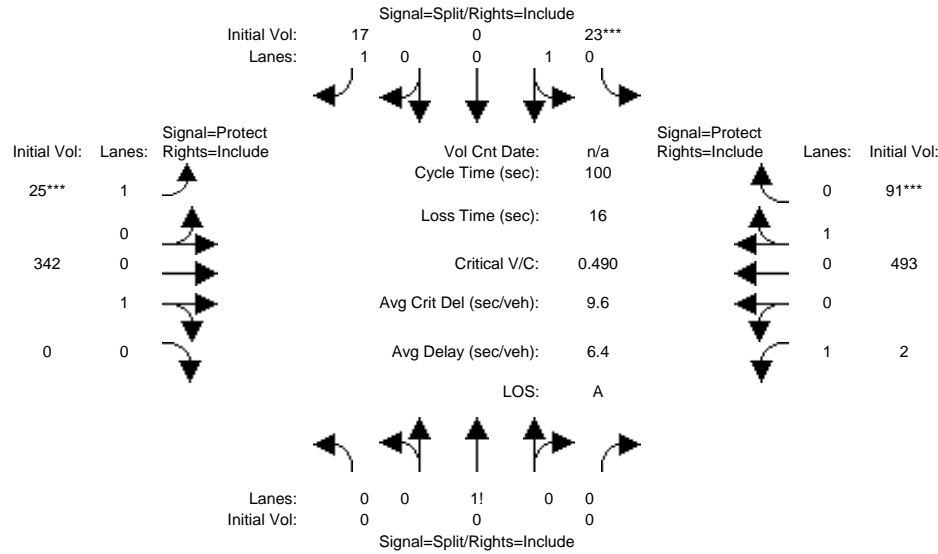 Signal=Split/Rights=Include
Initial Vol: 17 0 23***
Lanes: 1 0 0 1 0
Signal=Protect
Initial Vol: Lanes: Rights=Include
Vol Cnt Date: n/a
Signal=Protect
Rights=Include Lanes: Initial Vol:
Cycle Time (sec): 100
25*** 1
0 91***
Loss Time (sec): 16
0
1
342 0
Critical V/C: 0.490
0 493
1
Avg Crit Del (sec/veh): 9.6
0
0 0
Avg Delay (sec/veh): 6.4
1 2
LOS: A
Lanes: 0 0 1! 0 0
Initial Vol: 0 0 0
Signal=Split/Rights=Include